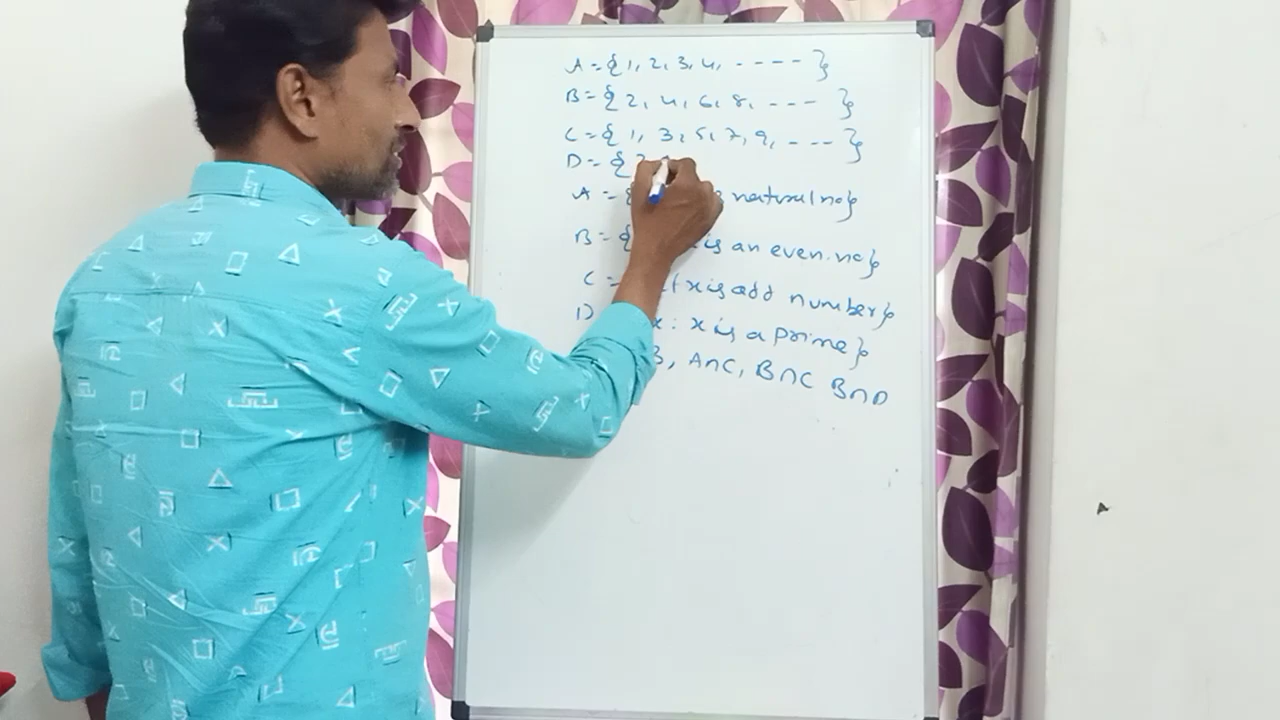 A={1, 2, 3, 4, - - - - }
B={2, 4, 6, 8, - - - }
C={1, 3, 5, 7, 9, - - - }
D={2
A={ natural no}
B={ is an even.no}
C= x is odd number}
D x: x is a prime}
B, A∩C, B∩C B∩D